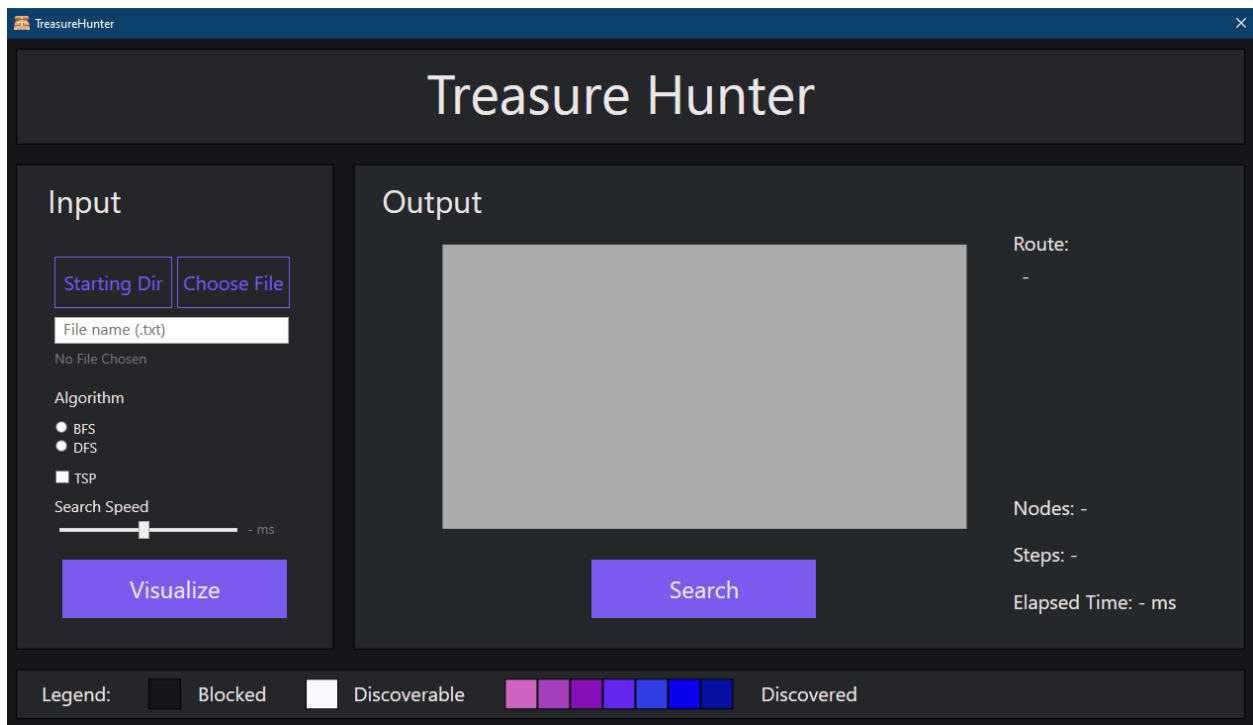 TreasureHunter
Treasure Hunter
Input
Starting Dir
Choose File
File name (.txt)
No File Chosen
Algorithm
BFS
DFS
TSP
Search Speed
- ms
Visualize
Output
Route:
-
Search
Nodes: -
Steps: -
Elapsed Time: - ms
Legend:
Blocked
Discoverable
Discovered